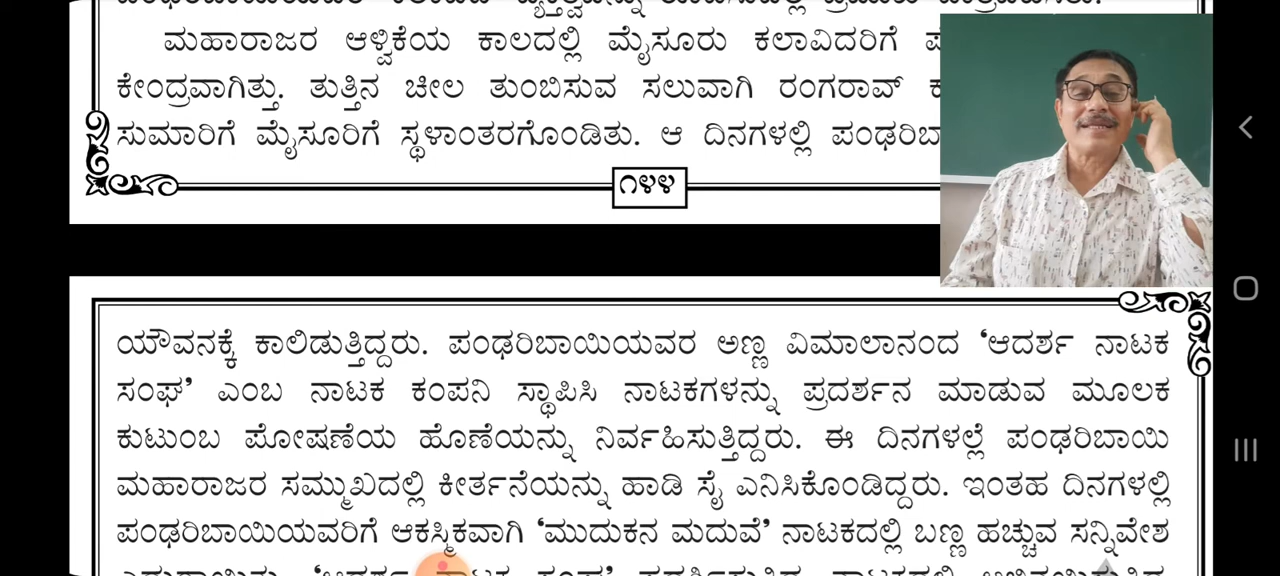 ಮಹಾರಾಜರ ಆಳ್ವಿಕೆಯ ಕಾಲದಲ್ಲಿ ಮೈಸೂರು ಕಲಾವಿದರಿಗೆ
ಕೇಂದ್ರವಾಗಿತ್ತು. ತುತ್ತಿನ ಚೀಲ ತುಂಬಿಸುವ ಸಲುವಾಗಿ ರಂಗರಾವ್
ಸುಮಾರಿಗೆ ಮೈಸೂರಿಗೆ ಸ್ಥಳಾಂತರಗೊಂಡಿತು. ಆ ದಿನಗಳಲ್ಲಿ
೧೪೪
ಯೌವನಕ್ಕೆ ಕಾಲಿಡುತ್ತಿದ್ದರು. ಪಂಢರಿಬಾಯಿಯವರ ಅಣ್ಣ ವಿಮಾಲಾನಂದ ‘ಆದರ್ಶ ನಾಟಕ
ಸಂಘ’ ಎಂಬ ನಾಟಕ ಕಂಪನಿ ಸ್ಥಾಪಿಸಿ ನಾಟಕಗಳನ್ನು ಪ್ರದರ್ಶನ ಮಾಡುವ ಮೂಲಕ
ಕುಟುಂಬ ಪೋಷಣೆಯ ಹೊಣೆಯನ್ನು ನಿರ್ವಹಿಸುತ್ತಿದ್ದರು. ಈ ದಿನಗಳಲ್ಲೆ ಪಂಢರಿಬಾಯಿ
ಮಹಾರಾಜರ ಸಮ್ಮುಖದಲ್ಲಿ ಕೀರ್ತನೆಯನ್ನು ಹಾಡಿ ಸೈ ಎನಿಸಿಕೊಂಡಿದ್ದರು. ಇಂತಹ ದಿನಗಳಲ್ಲಿ
ಪಂಢರಿಬಾಯಿಯವರಿಗೆ ಆಕಸ್ಮಿಕವಾಗಿ ‘ಮುದುಕನ ಮದುವೆ’ ನಾಟಕದಲ್ಲಿ ಬಣ್ಣ ಹಚ್ಚುವ ಸನ್ನಿವೇಶ